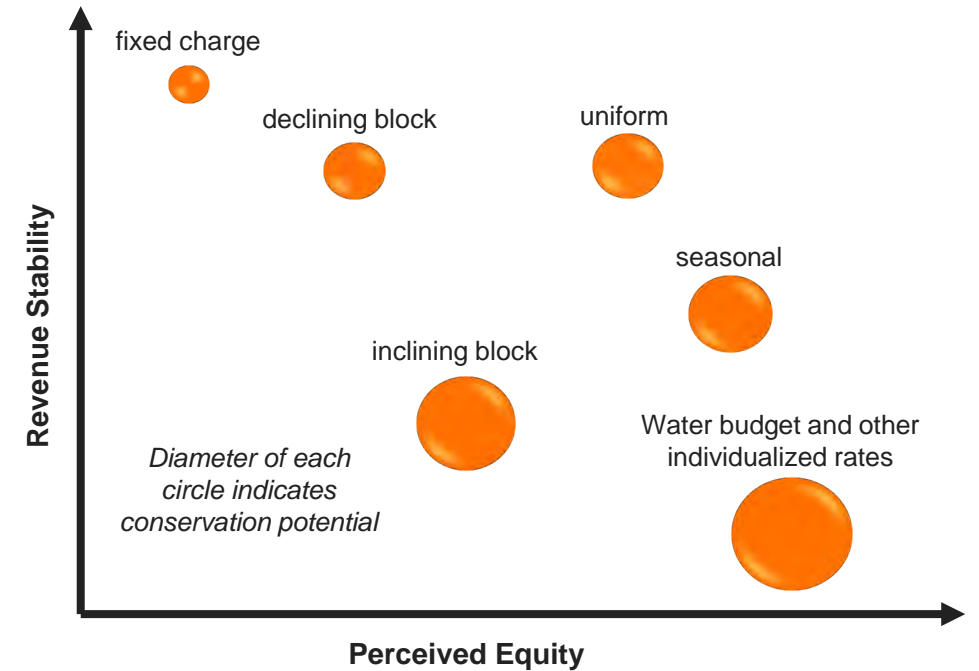 fixed charge
declining block
uniform
seasonal
inclining block
Water budget and other
individualized rates
Diameter of each
circle indicates
conservation potential
Revenue Stability
Perceived Equity